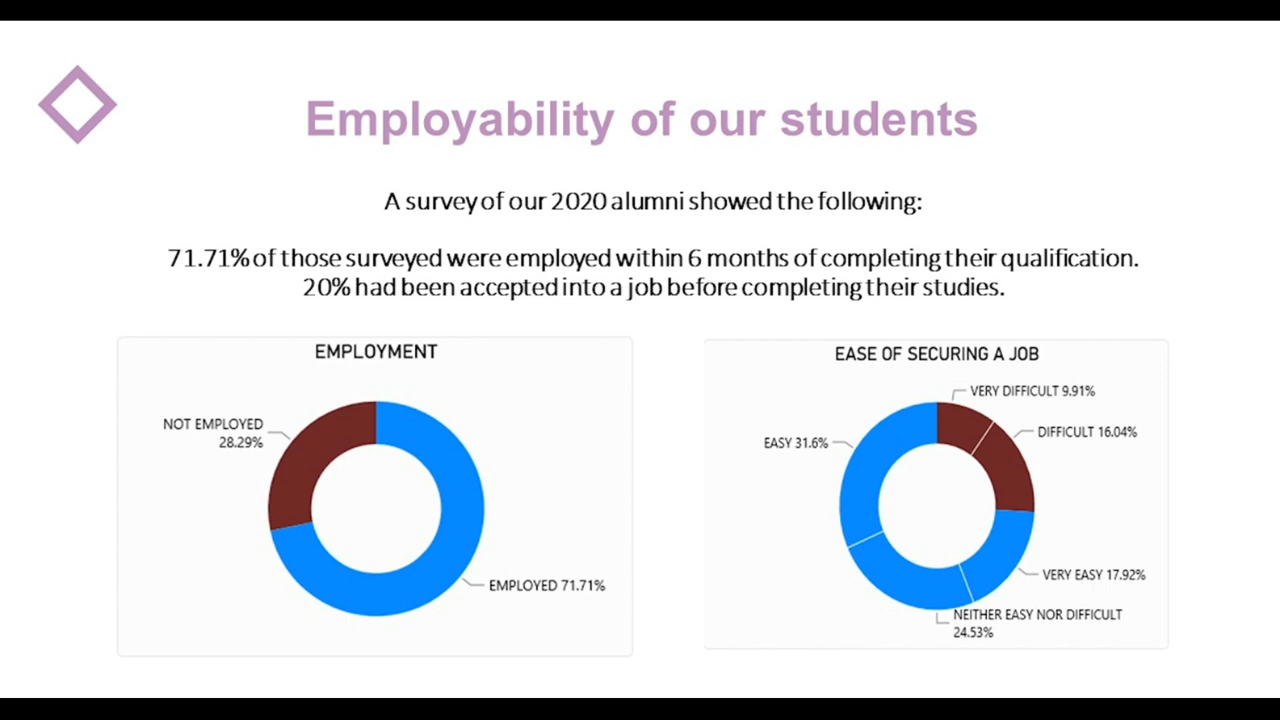 Employability of our students
A survey of our 2020 alumni showed the following:
71.71% of those surveyed were employed within 6 months of completing their qualification.
20% had been accepted into a job before completing their studies.
EMPLOYMENT
NOT EMPLOYED
28.29%
EMPLOYED 71.71%
EASE OF SECURING A JOB
VERY DIFFICULT 9.91%
DIFFICULT 16.04%
EASY 31.6%
VERY EASY 17.92%
NEITHER EASY NOR DIFFICULT
24.53%